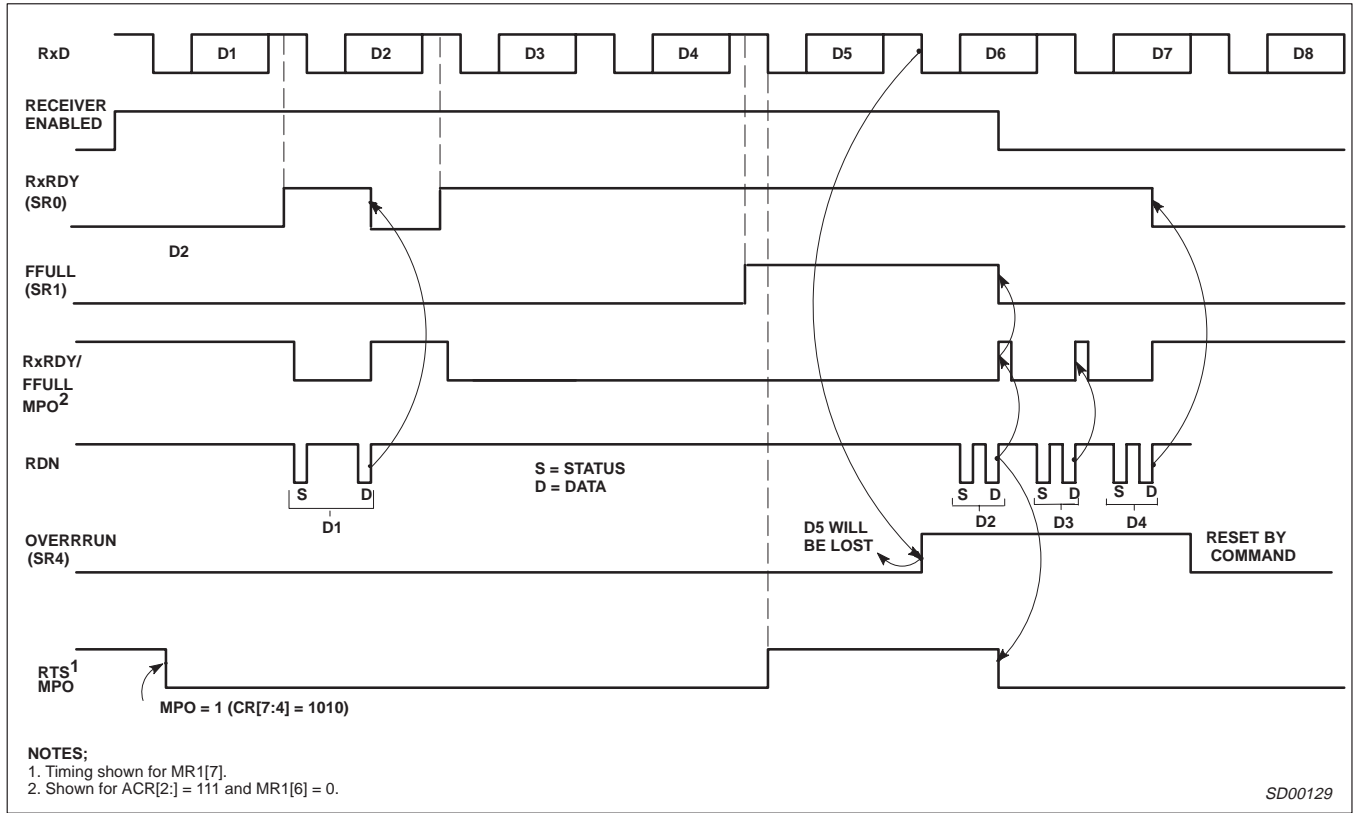 RxD
D1 D2 D3 D4 D5 D6 D7 D8
RECEIVER
ENABLED
RxRDY
(SR0)
D2
FFULL
(SR1)
RxRDY/
FFULL
MPO2
RDN
S D
D1
S = STATUS
D = DATA
S D S D S D
D2 D3 D4
OVERRRUN
(SR4)
D5 WILL
BE LOST
RESET BY
COMMAND
RTS1
MPO
MPO = 1 (CR[7:4] = 1010)
NOTES;
1. Timing shown for MR1[7].
2. Shown for ACR[2:] = 111 and MR1[6] = 0.
SD00129